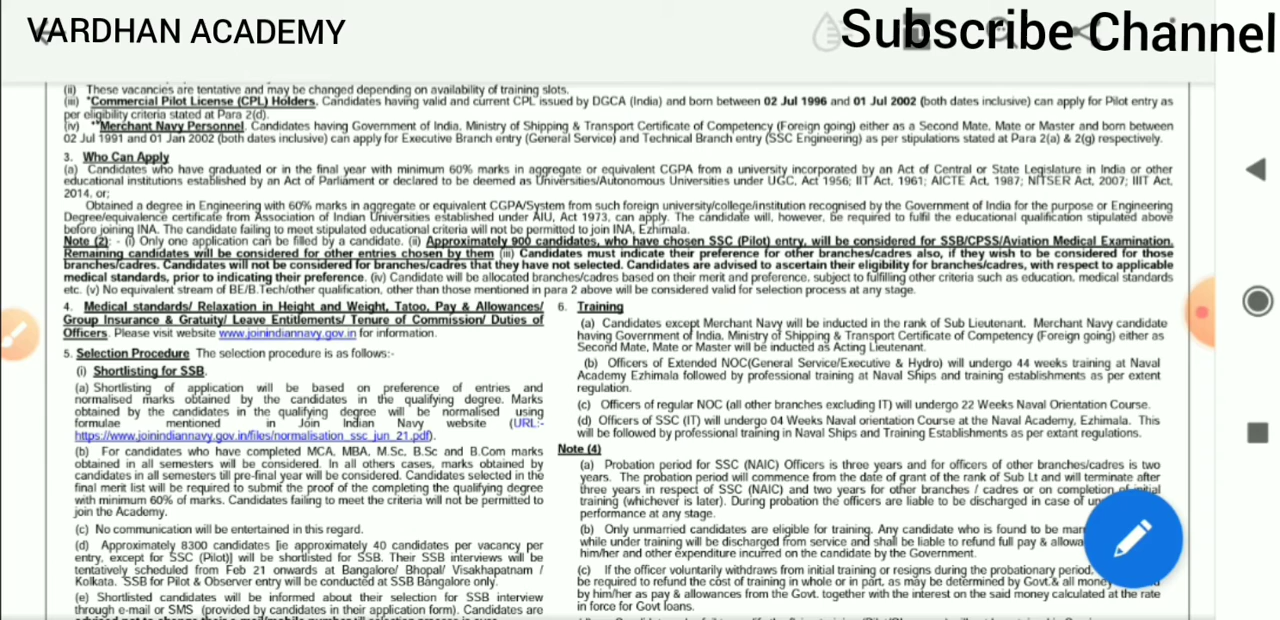 VARDHAN ACADEMY
Subscribe Channel
(ii) These vacancies are tentative and may be changed depending on availability of training slots.
(iii) *Commercial Pilot License (CPL) Holders. Candidates having valid and current CPL issued by DGCA (India) and born between 02 Jul 1996 and 01 Jul 2002 (both dates inclusive) can apply for Pilot entry as
per eligibility criteria stated at Para 2(d).
(iv) **Merchant Navy Personnel. Candidates having Government of India, Ministry of Shipping & Transport Certificate of Competency (Foreign going) either as a Second Mate, Mate or Master and born between
02 Jul 1991 and 01 Jan 2002 (both dates inclusive) can apply for Executive Branch entry (General Service) and Technical Branch entry (SSC Engineering) as per stipulations stated at Para 2(a) & 2(g) respectively.
3. Who Can Apply
(a) Candidates who have graduated or in the final year with minimum 60% marks in aggregate or equivalent CGPA from a university incorporated by an Act of Central or State Legislature in India or other
educational institutions established by an Act of Parliament or declared to be deemed as Universities/Autonomous Universities under UGC, Act 1956; IIT Act, 1961; AICTE Act, 1987; NITSER Act, 2007; IIIT Act,
2014, or;
Obtained a degree in Engineering with 60% marks in aggregate or equivalent CGPA/System from such foreign university/college/institution recognised by the Government of India for the purpose or Engineering
Degree/equivalence certificate from Association of Indian Universities established under AIU, Act 1973, can apply. The candidate will, however, be required to fulfil the educational qualification stipulated above
before joining INA. The candidate failing to meet stipulated educational criteria will not be permitted to join INA, Ezhimala.
Note (2): - (i) Only one application can be filled by a candidate. (ii) Approximately 900 candidates, who have chosen SSC (Pilot) entry, will be considered for SSB/CPSS/Aviation Medical Examination.
Remaining candidates will be considered for other entries chosen by them (iii) Candidates must indicate their preference for other branches/cadres also, if they wish to be considered for those
branches/cadres. Candidates will not be considered for branches/cadres that they have not selected. Candidates are advised to ascertain their eligibility for branches/cadres, with respect to applicable
medical standards, prior to indicating their preference. (iv) Candidate will be allocated branches/cadres based on their merit and preference, subject to fulfilling other criteria such as education, medical standards
etc. (v) No equivalent stream of BE/B.Tech/other qualification, other than those mentioned in para 2 above will be considered valid for selection process at any stage.
4. Medical standards/ Relaxation in Height and Weight, Tatoo, Pay & Allowances/
Group Insurance & Gratuity/ Leave Entitlements/ Tenure of Commission/ Duties of
Officers. Please visit website www.joinindiannavy.gov.in for information.
5. Selection Procedure The selection procedure is as follows:-
(i) Shortlisting for SSB.
(a) Shortlisting of application will be based on preference of entries and
normalised marks obtained by the candidates in the qualifying degree. Marks
obtained by the candidates in the qualifying degree will be normalised using
formulae mentioned in Join Indian Navy website (URL:-
https://www.joinindiannavy.gov.in/files/normalisation_ssc_jun_21.pdf).
(b) For candidates who have completed MCA, MBA, M.Sc, B.Sc and B.Com marks
obtained in all semesters will be considered. In all others cases, marks obtained by
candidates in all semesters till pre-final year will be considered. Candidates selected in the
final merit list will be required to submit the proof of completing the qualifying degree
with minimum 60% of marks. Candidates failing to meet the criteria will not be permitted to
join the Academy.
(c) No communication will be entertained in this regard.
(d) Approximately 8300 candidates [ie approximately 40 candidates per vacancy per
entry, except for SSC (Pilot)] will be shortlisted for SSB. Their SSB interviews will be
tentatively scheduled from Feb 21 onwards at Bangalore/ Bhopal/ Visakhapatnam /
Kolkata. SSB for Pilot & Observer entry will be conducted at SSB Bangalore only.
(e) Shortlisted candidates will be informed about their selection for SSB interview
through e-mail or SMS (provided by candidates in their application form). Candidates are
6. Training
(a) Candidates except Merchant Navy will be inducted in the rank of Sub Lieutenant. Merchant Navy candidate
having Government of India, Ministry of Shipping & Transport Certificate of Competency (Foreign going) either as
Second Mate, Mate or Master will be inducted as Acting Lieutenant.
(b) Officers of Extended NOC(General Service/Executive & Hydro) will undergo 44 weeks training at Naval
Academy Ezhimala followed by professional training at Naval Ships and training establishments as per extent
regulation.
(c) Officers of regular NOC (all other branches excluding IT) will undergo 22 Weeks Naval Orientation Course.
(d) Officers of SSC (IT) will undergo 04 Weeks Naval orientation Course at the Naval Academy, Ezhimala. This
will be followed by professional training in Naval Ships and Training Establishments as per extant regulations.
Note (4)
(a) Probation period for SSC (NAIC) Officers is three years and for officers of other branches/cadres is two
years. The probation period will commence from the date of grant of the rank of Sub Lt and will terminate after
three years in respect of SSC (NAIC) and two years for other branches / cadres or on completion of initial
training (whichever is later). During probation the officers are liable to be discharged in case of
performance at any stage.
(b) Only unmarried candidates are eligible for training. Any candidate who is found to be
while under training will be discharged from service and shall be liable to refund full pay &
him/her and other expenditure incurred on the candidate by the Government.
(c) If the officer voluntarily withdraws from initial training or resigns during the probationary period,
be required to refund the cost of training in whole or in part, as may be determined by Govt.& all
by him/her as pay & allowances from the Govt. together with the interest on the said money calculated at the rate
in force for Govt loans.